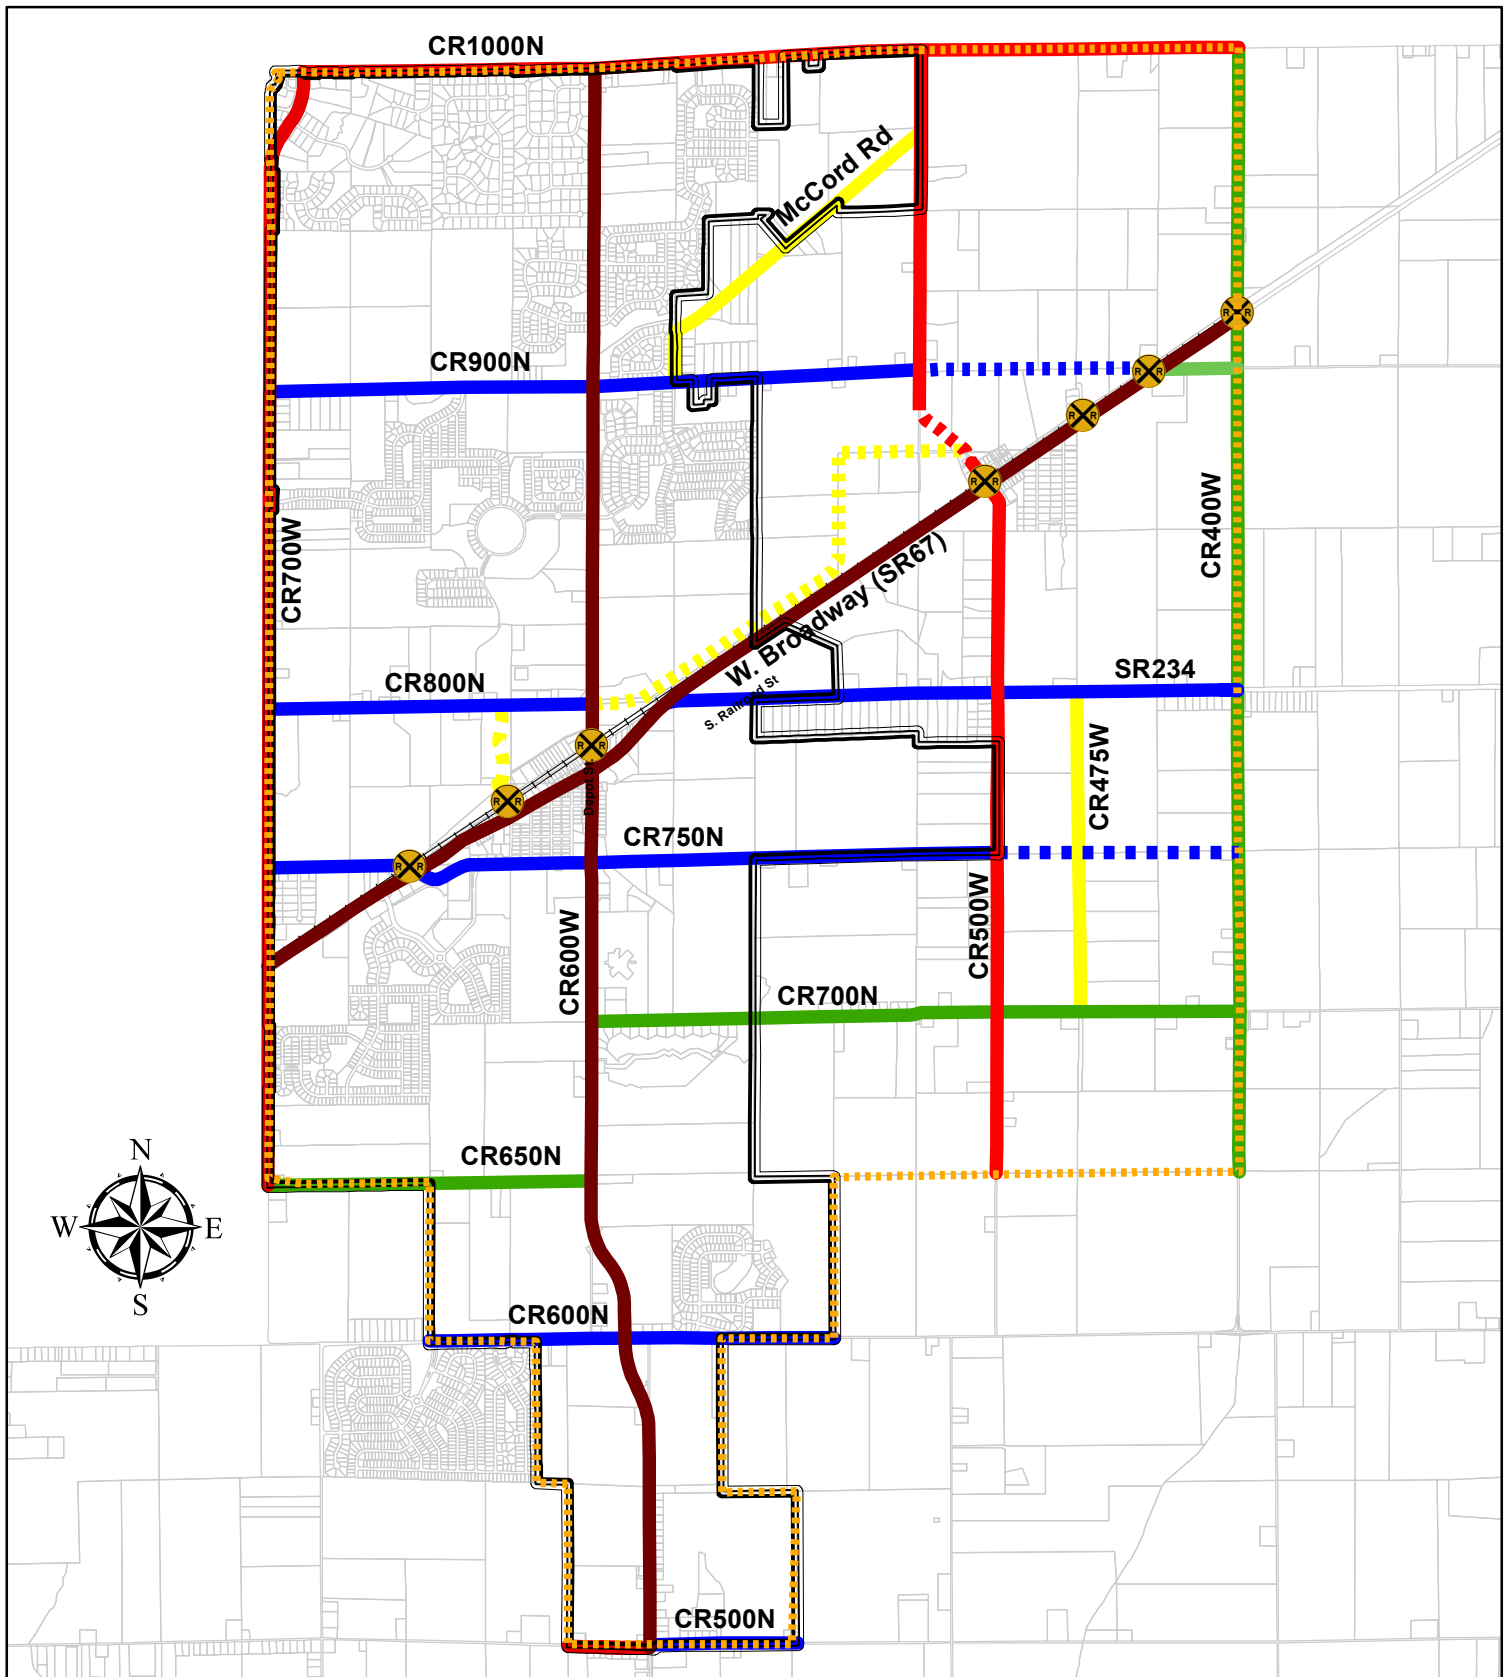 CR1000N
McCord Rd
CR900N
R R
R R
R R
R R
CR700W
CR400W
W. Broadway (SR67)
CR800N
SR234
S. Railroad St
R R
Depot St.
R R
CR475W
CR750N
R R
CR500W
CR600W
CR700N
CR650N
N
W
E
S
CR600N
CR500N